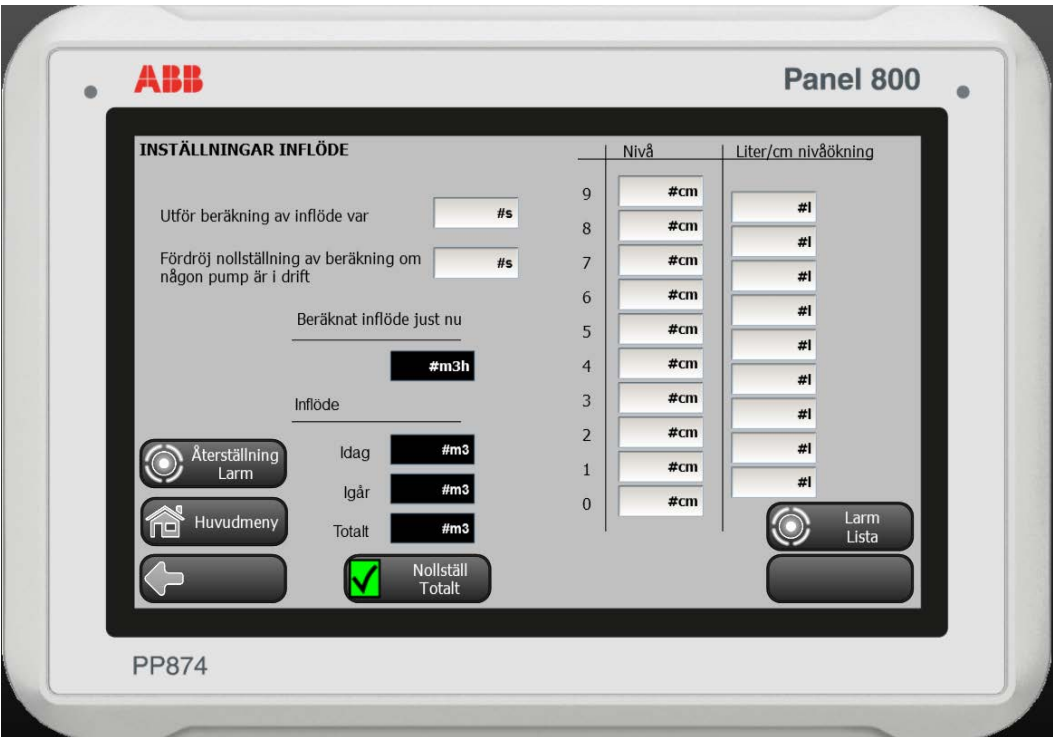 ABB
Panel 800
INSTÄLLNINGAR INFLÖDE
Utför beräkning av inflöde var
#s
Fördröj nollställning av beräkning om
någon pump är i drift
#s
Beräknat inflöde just nu
#m3h
Inflöde
Idag
#m3
Igår
#m3
Totalt
#m3
Återställning
Larm
Huvudmeny
Nollställ
Totalt
Nivå
Liter/cm nivåökning
9
#cm
#l
8
#cm
#l
7
#cm
#l
6
#cm
#l
5
#cm
#l
4
#cm
#l
3
#cm
#l
2
#cm
#l
1
#cm
#l
0
#cm
Larm
Lista
PP874